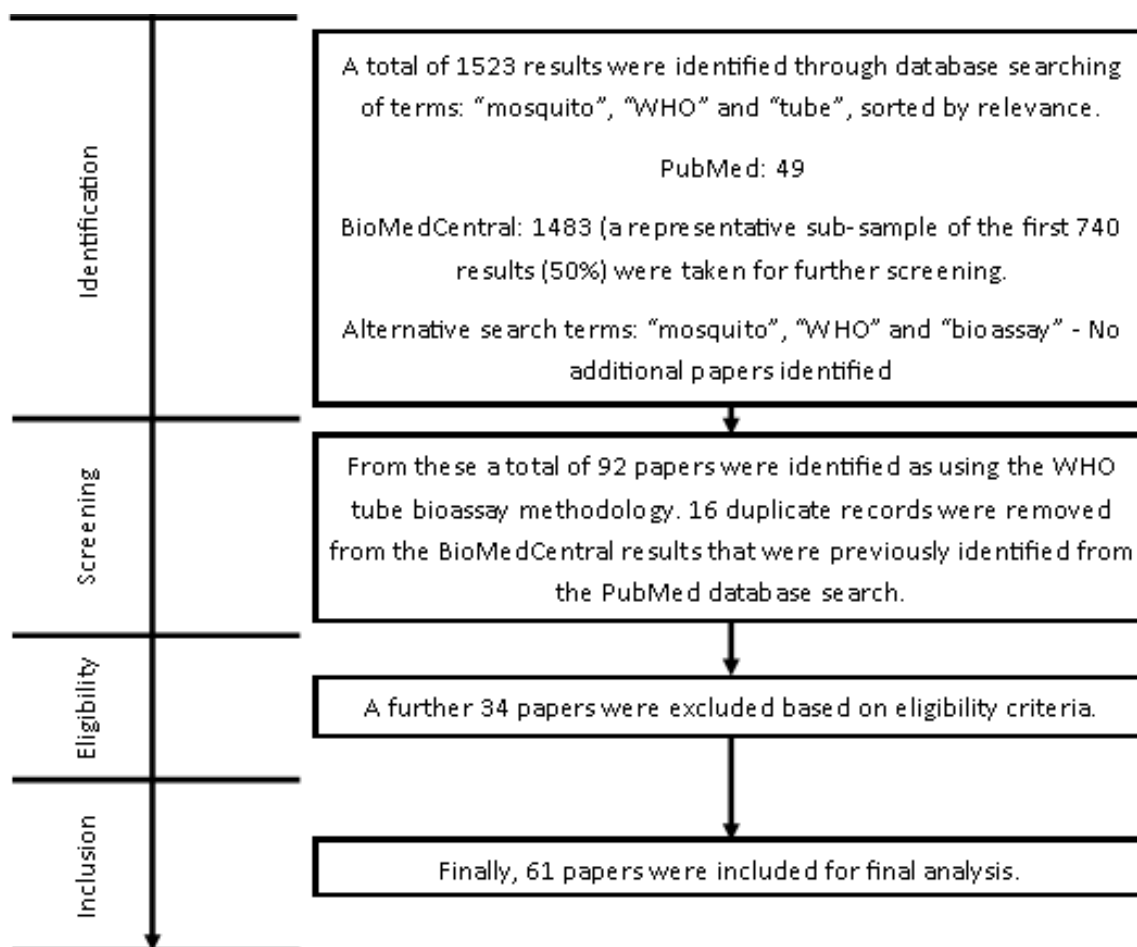 Identification
A total of 1523 results were identified through database searching
of terms: “mosquito”, “WHO” and “tube”, sorted by relevance.
PubMed: 49
BioMedCentral: 1483 (a representative sub-sample of the first 740
results (50%) were taken for further screening.
Alternative search terms: “mosquito”, “WHO” and “bioassay” - No
additional papers identified
Screening
From these a total of 92 papers were identified as using the WHO
tube bioassay methodology. 16 duplicate records were removed
from the BioMedCentral results that were previously identified from
the PubMed database search.
Eligibility
A further 34 papers were excluded based on eligibility criteria.
Inclusion
Finally, 61 papers were included for final analysis.